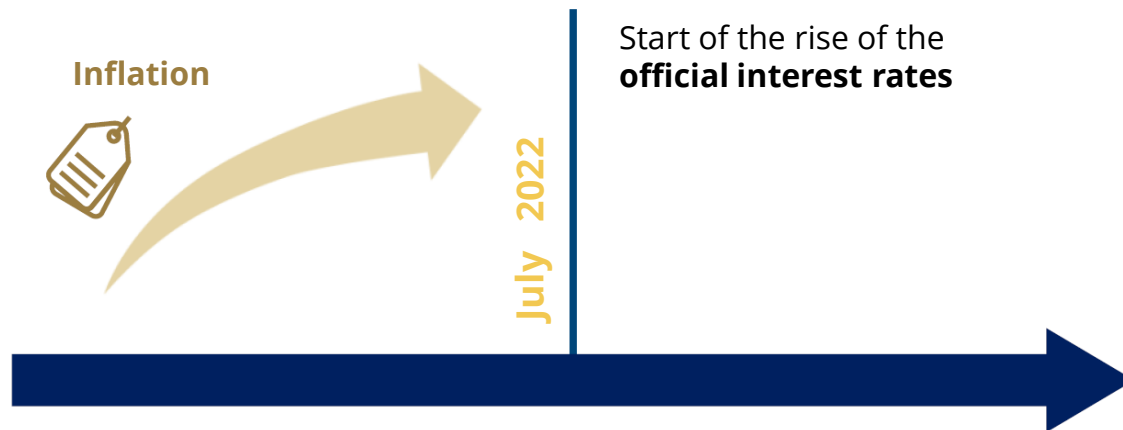 Inflation
July 2022
Start of the rise of the
official interest rates